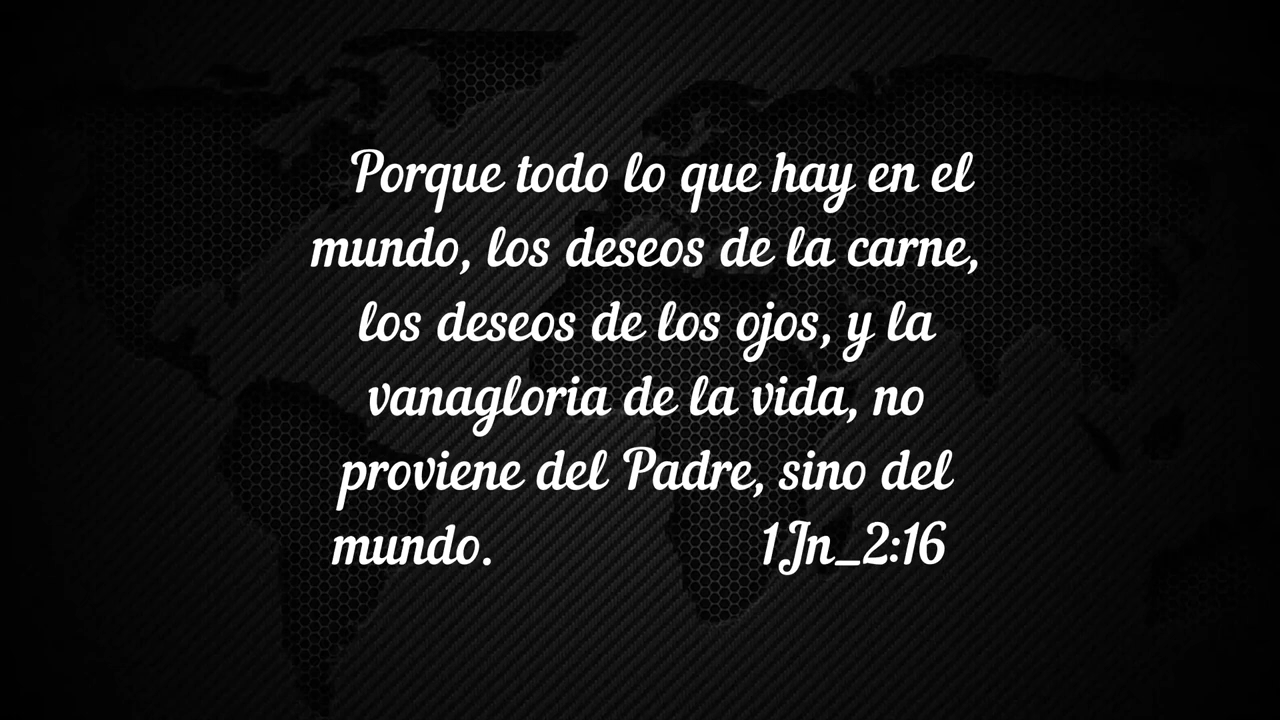 Porque todo lo que hay en el
mundo, los deseos de la carne,
los deseos de los ojos, y la
vanagloria de la vida, no
proviene del Padre, sino del
mundo. 1Jn_2:16